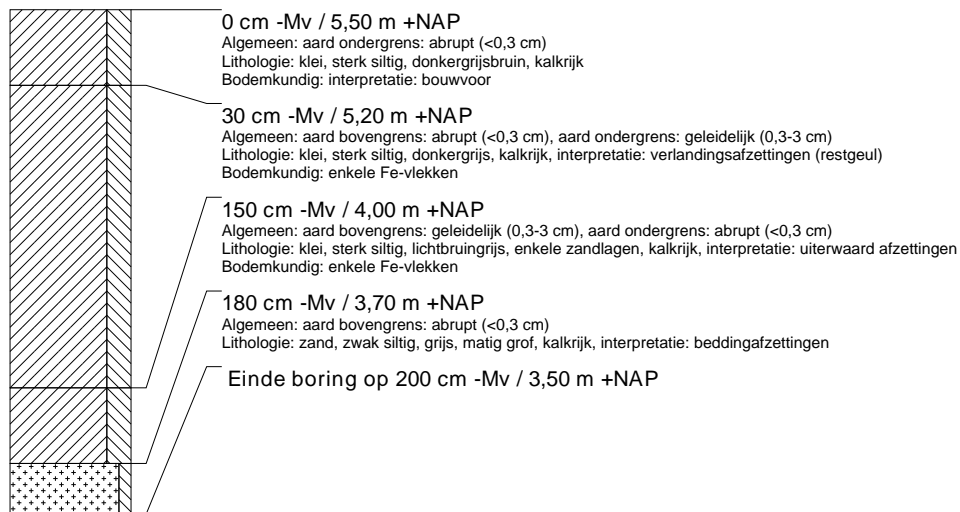 0 cm -Mv / 5,50 m +NAP
Algemeen: aard ondergrens: abrupt (<0,3 cm)
Lithologie: klei, sterk siltig, donkergrijsbruin, kalkrijk
Bodemkundig: interpretatie: bouwvoor
30 cm -Mv / 5,20 m +NAP
Algemeen: aard bovengrens: abrupt (<0,3 cm), aard ondergrens: geleidelijk (0,3-3 cm)
Lithologie: klei, sterk siltig, donkergrijs, kalkrijk, interpretatie: verlandingsafzettingen (restgeul)
Bodemkundig: enkele Fe-vlekken
150 cm -Mv / 4,00 m +NAP
Algemeen: aard bovengrens: geleidelijk (0,3-3 cm), aard ondergrens: abrupt (<0,3 cm)
Lithologie: klei, sterk siltig, lichtbruingrijs, enkele zandlagen, kalkrijk, interpretatie: uiterwaard afzettingen
Bodemkundig: enkele Fe-vlekken
180 cm -Mv / 3,70 m +NAP
Algemeen: aard bovengrens: abrupt (<0,3 cm)
Lithologie: zand, zwak siltig, grijs, matig grof, kalkrijk, interpretatie: beddingafzettingen
Einde boring op 200 cm -Mv / 3,50 m +NAP